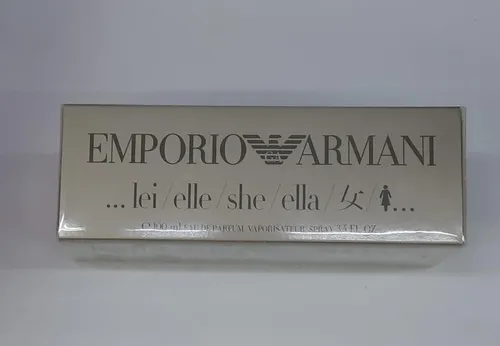 EMPORIO ARMANI
...lei/elle/she/ella/女/...
℮ 100 ml EAU DE PARFUM VAPORISATEUR SPRAY 3.4 FL. OZ.